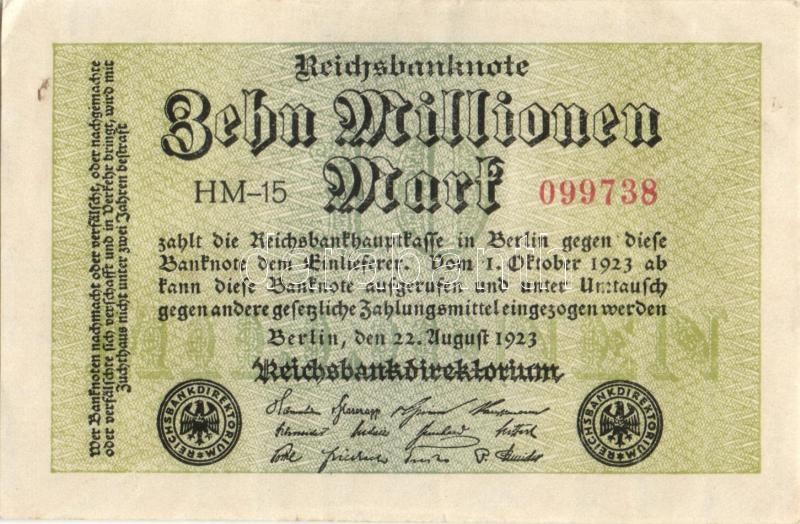 Reichsbanknote
Zehn Millionen
Mark
HM-15
099738
zahlt die Reichsbankhauptkasse in Berlin gegen diese
Banknote dem Einlieferer. Vom 1. Oktober 1923 ab
kann diese Banknote aufgerufen und unter Umtausch
gegen andere gesetzliche Zahlungsmittel eingezogen werden
Berlin, den 22. August 1923
Reichsbankdirektorium
REICHSBANKDIREKTORIUM
REICHSBANKDIREKTORIUM
Wer Banknoten nachmacht oder verfälscht, oder nachgemachte
oder verfälschte sich verschafft und in Verkehr bringt, wird mit
Zuchthaus nicht unter zwei Jahren bestraft